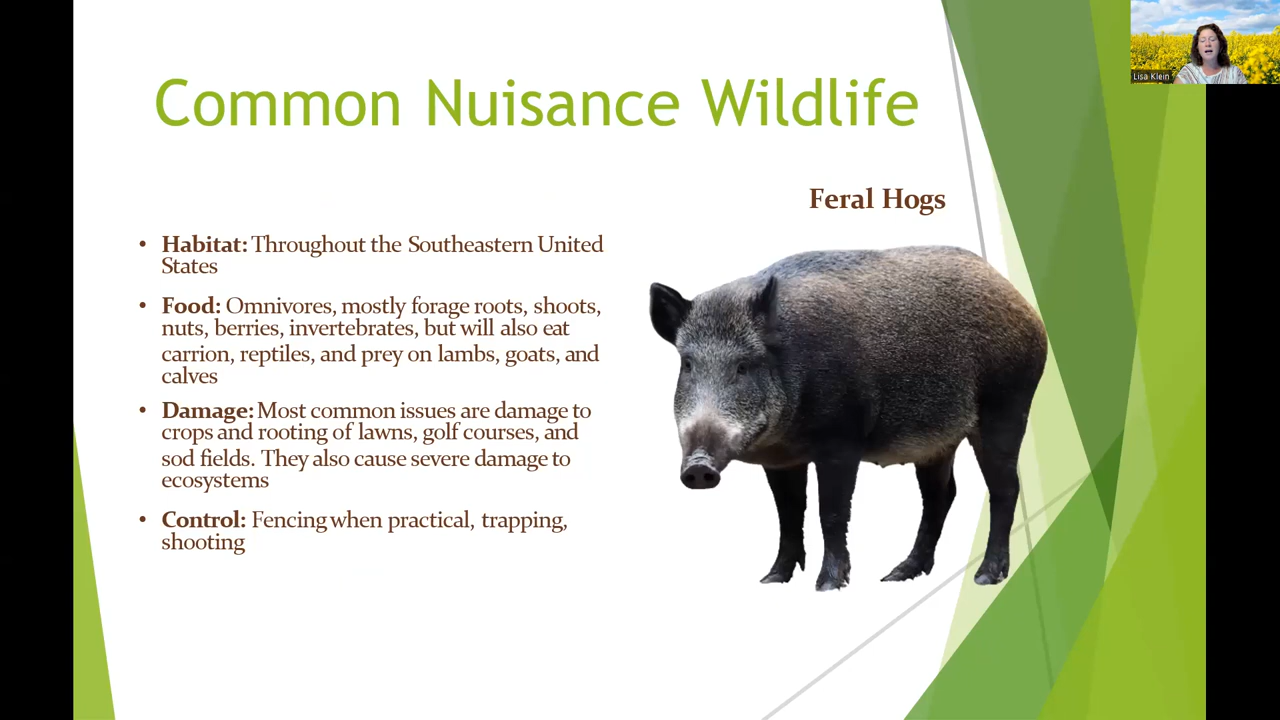 Lisa Klein
Common Nuisance Wildlife
Feral Hogs
• Habitat: Throughout the Southeastern United
States
• Food: Omnivores, mostly forage roots, shoots,
nuts, berries, invertebrates, but will also eat
carrion, reptiles, and prey on lambs, goats, and
calves
• Damage: Most common issues are damage to
crops and rooting of lawns, golf courses, and
sod fields. They also cause severe damage to
ecosystems
• Control: Fencing when practical, trapping,
shooting